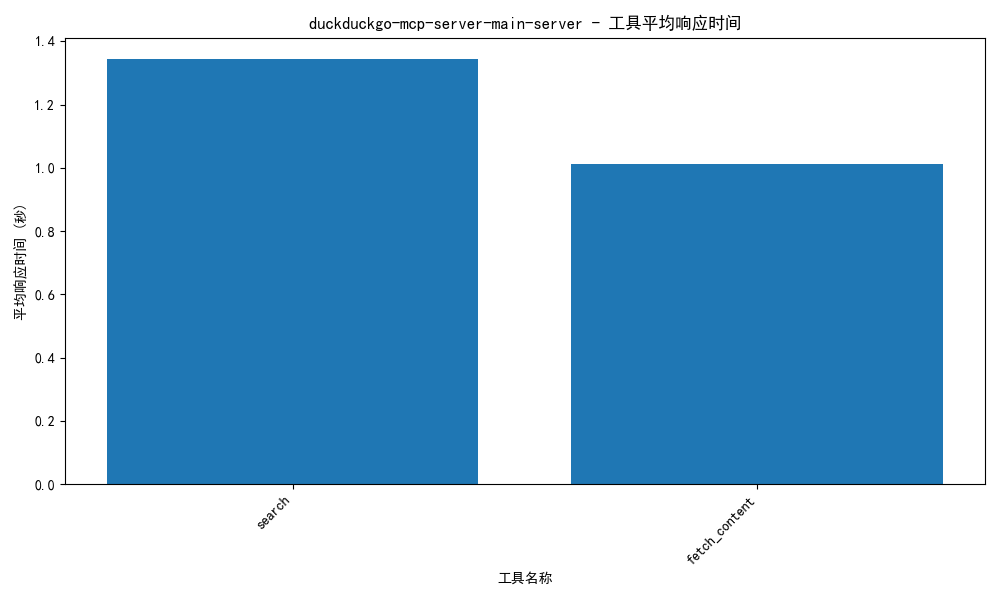 duckduckgo-mcp-server-main-server - 工具平均响应时间
平均响应时间 (秒)
1.4
1.2
1.0
0.8
0.6
0.4
0.2
0.0
search
fetch_content
工具名称